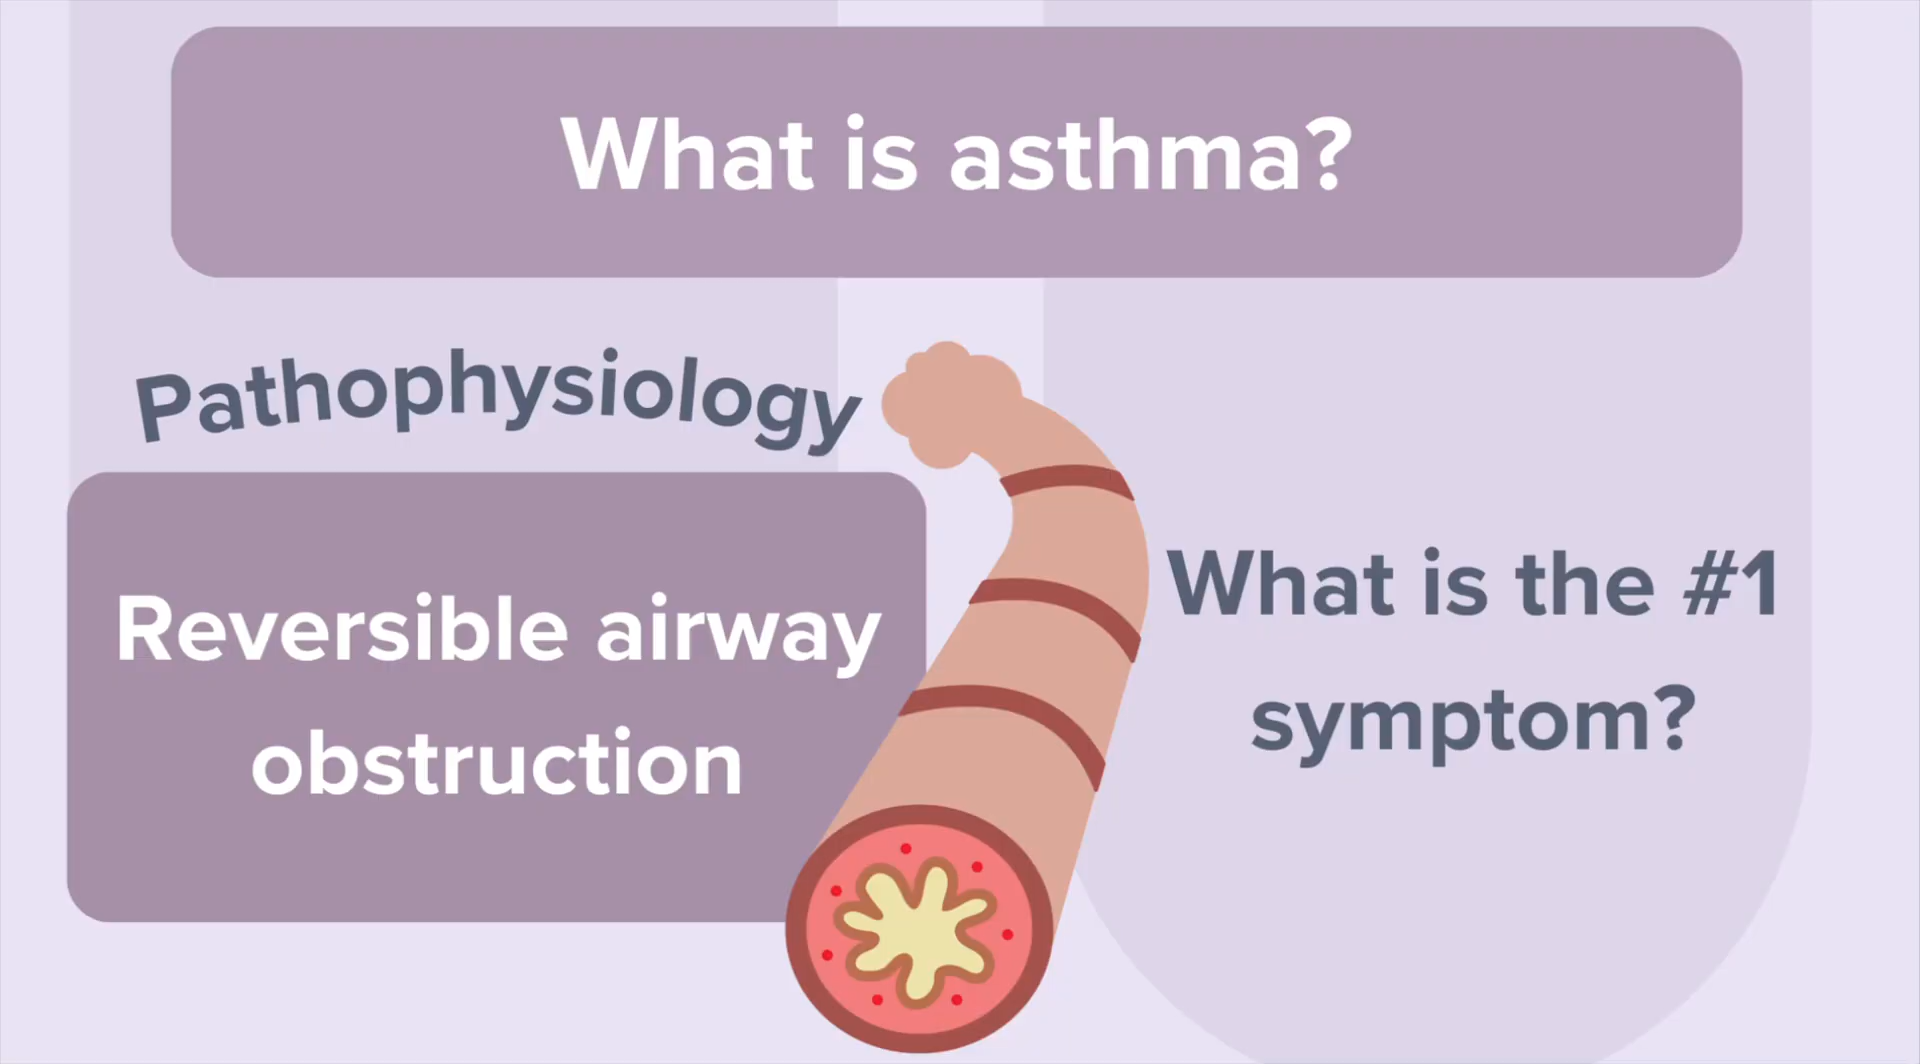 What is asthma?
Pathophysiology
Reversible airway
obstruction
What is the #1
symptom?